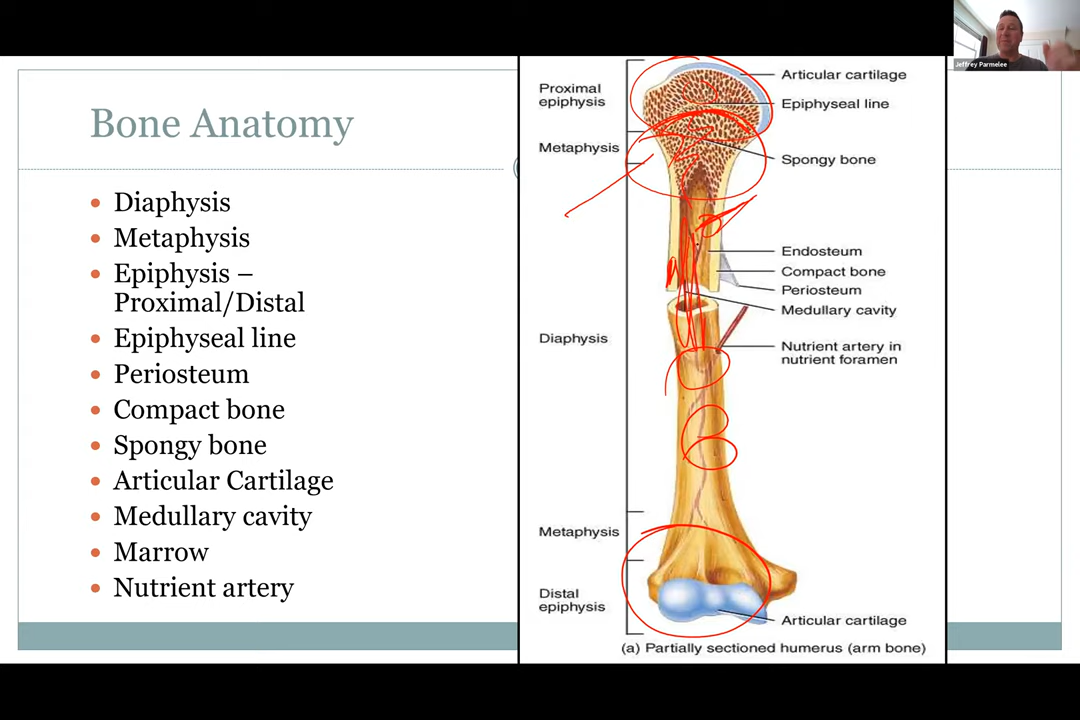 Jeffrey Parmelee
Bone Anatomy
Diaphysis
Metaphysis
Epiphysis –
Proximal/Distal
Epiphyseal line
Periosteum
Compact bone
Spongy bone
Articular Cartilage
Medullary cavity
Marrow
Nutrient artery
Proximal
epiphysis
Metaphysis
Diaphysis
Metaphysis
Distal
epiphysis
Articular cartilage
Epiphyseal line
Spongy bone
Endosteum
Compact bone
Periosteum
Medullary cavity
Nutrient artery in
nutrient foramen
Articular cartilage
(a) Partially sectioned humerus (arm bone)